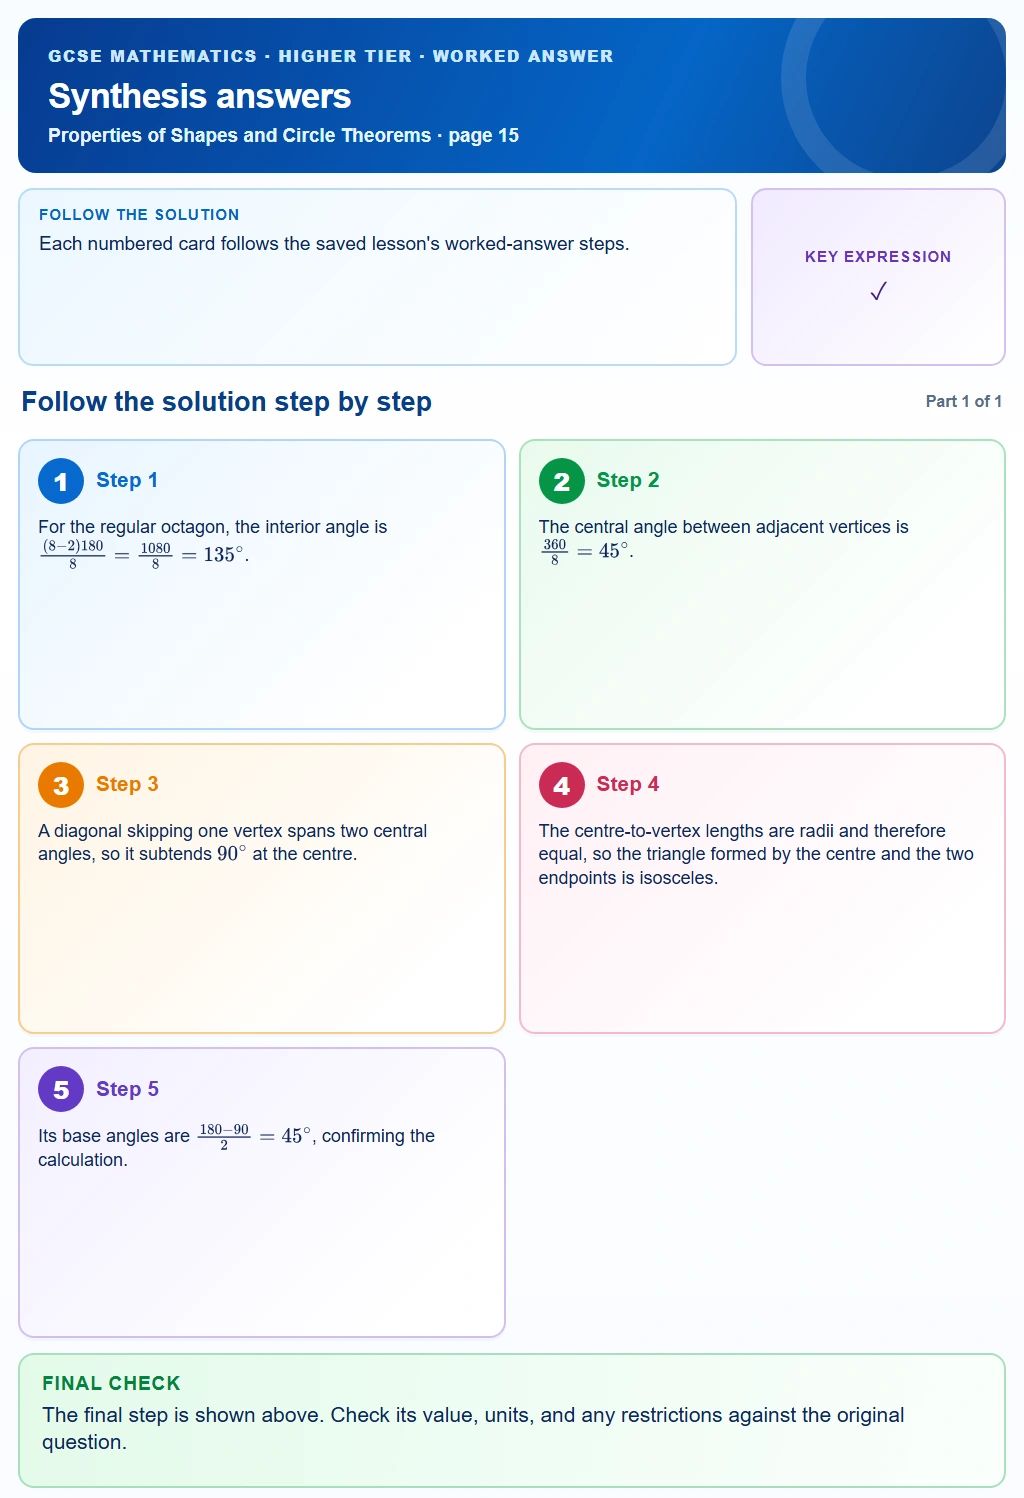 GCSE MATHEMATICS · HIGHER TIER · WORKED ANSWER
Synthesis answers
Properties of Shapes and Circle Theorems · page 15
FOLLOW THE SOLUTION
Each numbered card follows the saved lesson's worked-answer steps.
KEY EXPRESSION
✓
Follow the solution step by step
Part 1 of 1
1 Step 1
For the regular octagon, the interior angle is
(8−2)180/8 = 1080/8 = 135°.
2 Step 2
The central angle between adjacent vertices is
360/8 = 45°.
3 Step 3
A diagonal skipping one vertex spans two central
angles, so it subtends 90° at the centre.
4 Step 4
The centre-to-vertex lengths are radii and therefore
equal, so the triangle formed by the centre and the two
endpoints is isosceles.
5 Step 5
Its base angles are 180−90/2 = 45°, confirming the
calculation.
FINAL CHECK
The final step is shown above. Check its value, units, and any restrictions against the original
question.